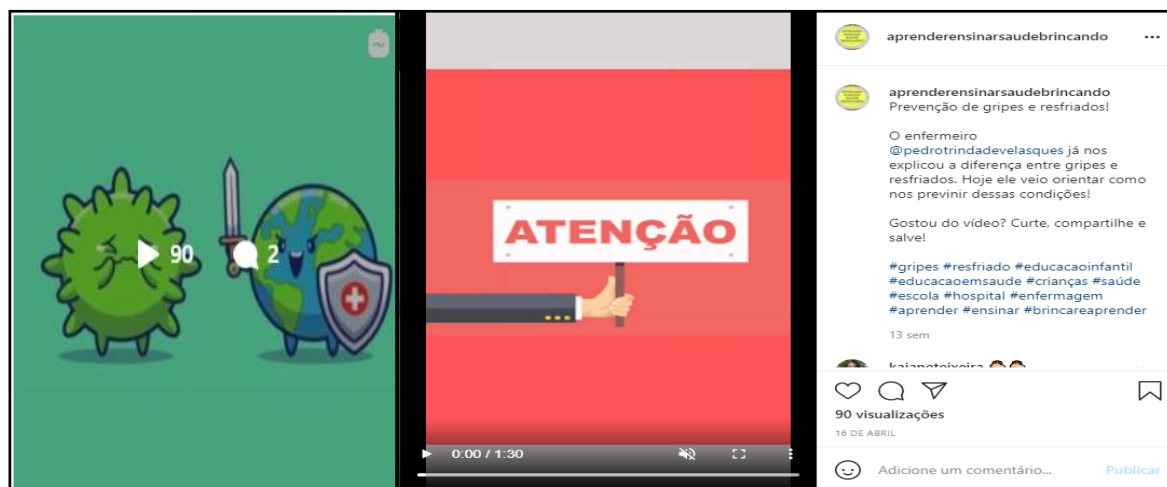 90
2
ATENÇÃO
0:00 / 1:30
aprenderensinarsaudebrincando
aprenderensinarsaudebrincando
Prevenção de gripes e resfriados!
O enfermeiro
@pedrotrindadevelasques já nos
explicou a diferença entre gripes e
resfriados. Hoje ele veio orientar como
nos previnir dessas condições!
Gostou do vídeo? Curte, compartilhe e
salve!
#gripes #resfriado #educacaoinfantil
#educacaoemsaude #crianças #saúde
#escola #hospital #enfermagem
#aprender #ensinar #brincareaprender
13 sem
90 visualizações
16 DE ABRIL
Adicione um comentário...
Publicar